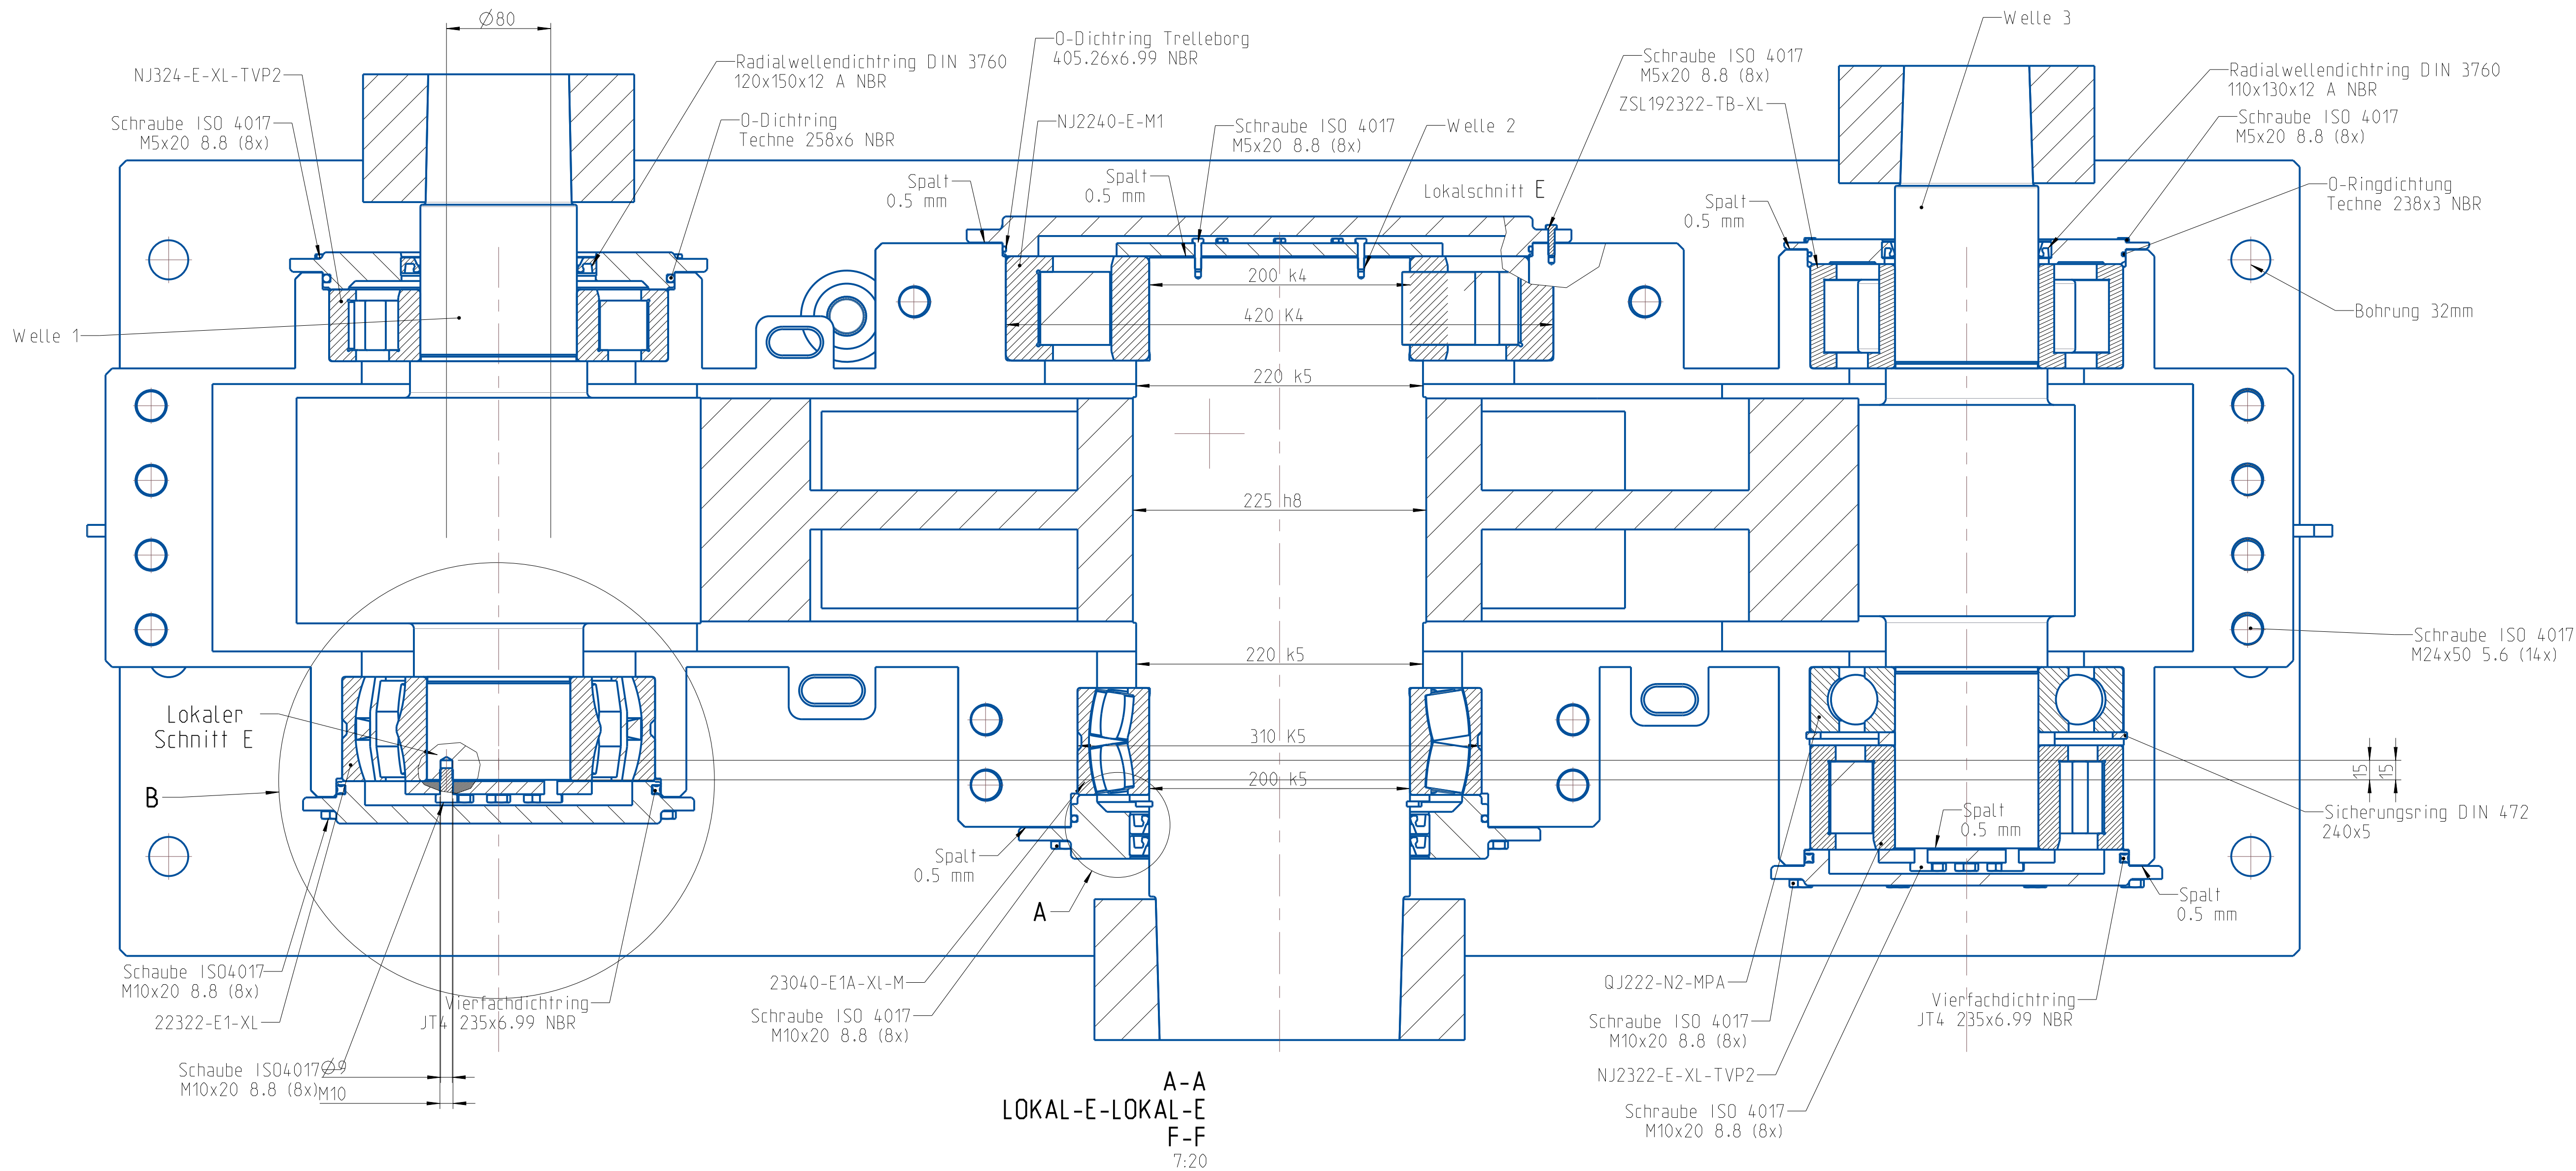 Ø80
Welle 3
NJ324-E-XL-TVP2
Radialwellendichtring DIN 3760
120x150x12 A NBR
O-Dichtring Trelleborg
405.26x6.99 NBR
Schraube ISO 4017
M5x20 8.8 (8x)
Radialwellendichtring DIN 3760
110x130x12 A NBR
Schraube ISO 4017
M5x20 8.8 (8x)
O-Dichtring
Techne 258x6 NBR
NJ2240-E-M1
Schraube ISO 4017
M5x20 8.8 (8x)
Welle 2
ZSL192322-TB-XL
Schraube ISO 4017
M5x20 8.8 (8x)
Spalt
0.5 mm
Spalt
0.5 mm
Lokalschnitt E
Spalt
0.5 mm
O-Ringdichtung
Techne 238x3 NBR
200 k4
Welle 1
420 K4
Bohrung 32mm
220 k5
225 h8
220 k5
Schraube ISO 4017
M24x50 5.6 (14x)
Lokaler
Schnitt E
310 K5
200 k5
15
15
B
Spalt
0.5 mm
Sicherungsring DIN 472
240x5
Spalt
0.5 mm
A
Spalt
0.5 mm
Schaube ISO4017
M10x20 8.8 (8x)
22322-E1-XL
Vierfachdichtring
JT4 235x6.99 NBR
23040-E1A-Xl-M
Schraube ISO 4017
M10x20 8.8 (8x)
QJ222-N2-MPA
Schraube ISO 4017
M10x20 8.8 (8x)
Vierfachdichtring
JT4 235x6.99 NBR
Schaube ISO4017
M10x20 8.8 (8x)
Ø9
M10
NJ2322-E-XL-TVP2
Schraube ISO 4017
M10x20 8.8 (8x)
A-A
LOKAL-E-LOKAL-E
F-F
7:20